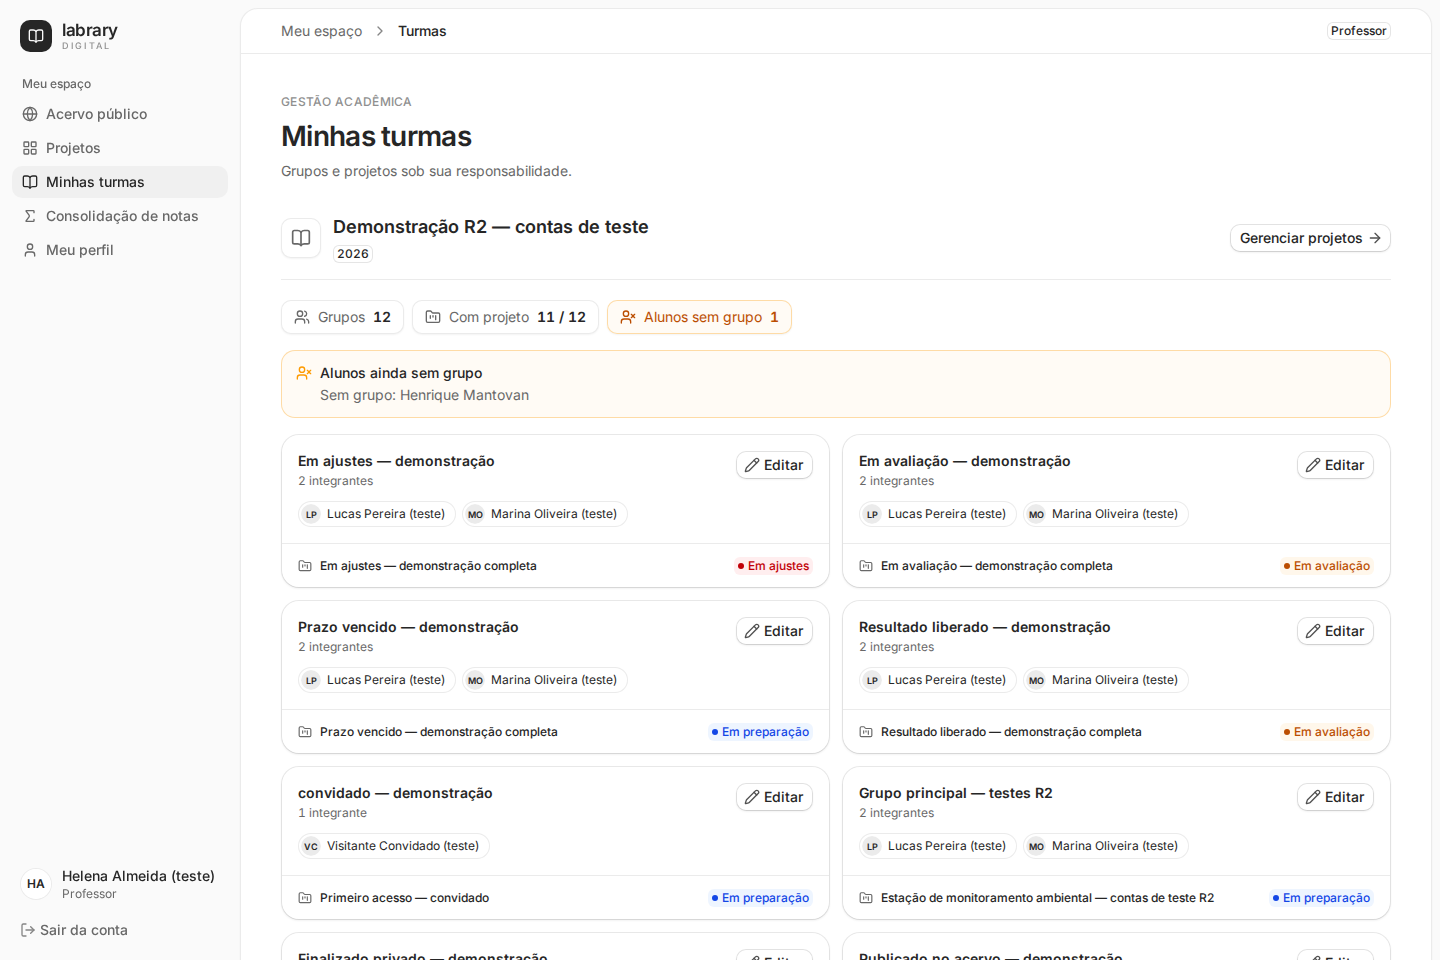 labrary
DIGITAL
Meu espaço
Acervo público
Projetos
Minhas turmas
Consolidação de notas
Meu perfil
HA
Helena Almeida (teste)
Professor
Sair da conta
Meu espaço > Turmas
Professor
GESTÃO ACADÊMICA
Minhas turmas
Grupos e projetos sob sua responsabilidade.
Demonstração R2 — contas de teste
2026
Gerenciar projetos →
Grupos 12
Com projeto 11 / 12
Alunos sem grupo 1
Alunos ainda sem grupo
Sem grupo: Henrique Mantovan
Em ajustes — demonstração
Editar
2 integrantes
LP Lucas Pereira (teste) MO Marina Oliveira (teste)
Em ajustes — demonstração completa
Em ajustes
Em avaliação — demonstração
Editar
2 integrantes
LP Lucas Pereira (teste) MO Marina Oliveira (teste)
Em avaliação — demonstração completa
Em avaliação
Prazo vencido — demonstração
Editar
2 integrantes
LP Lucas Pereira (teste) MO Marina Oliveira (teste)
Prazo vencido — demonstração completa
Em preparação
Resultado liberado — demonstração
Editar
2 integrantes
LP Lucas Pereira (teste) MO Marina Oliveira (teste)
Resultado liberado — demonstração completa
Em avaliação
convidado — demonstração
Editar
1 integrante
VC Visitante Convidado (teste)
Primeiro acesso — convidado
Em preparação
Grupo principal — testes R2
Editar
2 integrantes
LP Lucas Pereira (teste) MO Marina Oliveira (teste)
Estação de monitoramento ambiental — contas de teste R2
Em preparação
Finalizado privado — demonstração
Editar
Publicado no acervo — demonstração
Editar